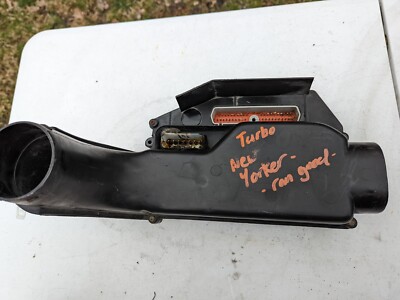 Turbo
New
Yorker-
- ran good -